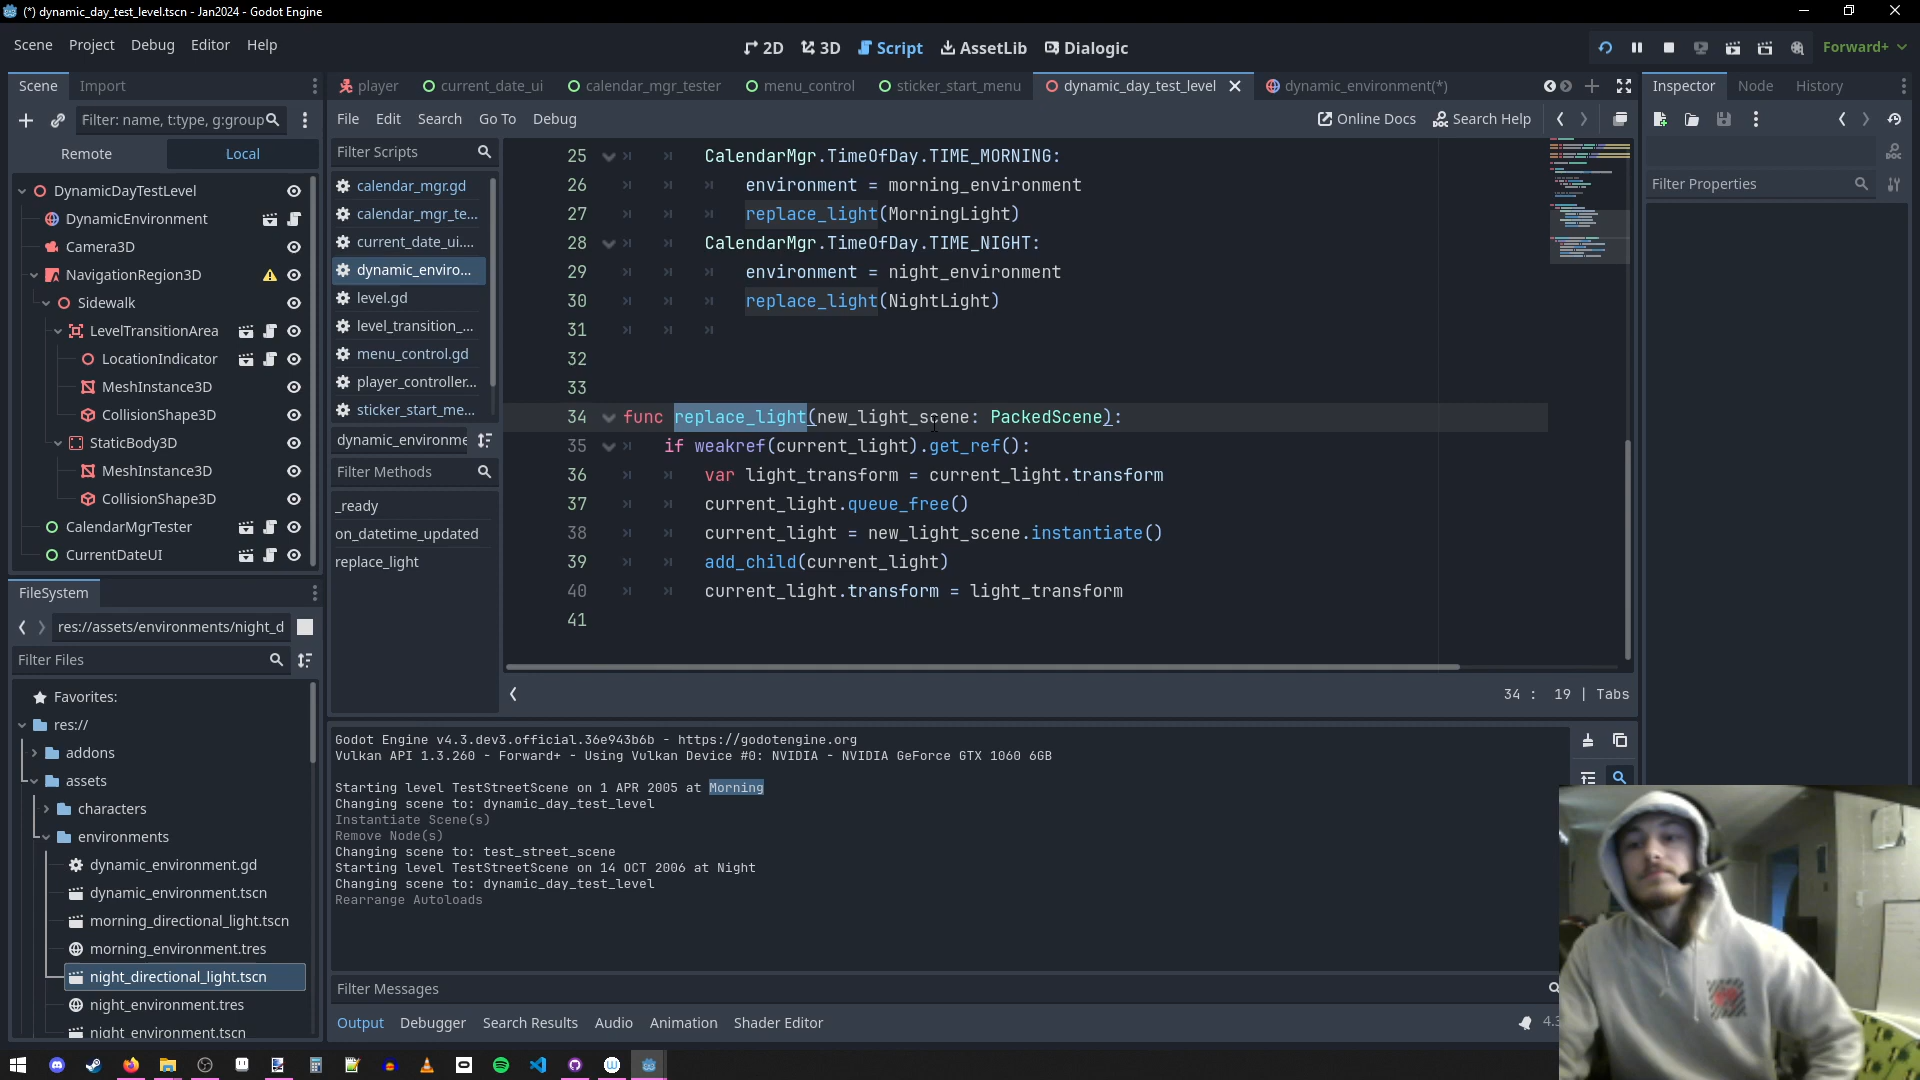 (*) dynamic_day_test_level.tscn - Jan2024 - Godot Engine
Scene Project Debug Editor Help
2D 3D Script AssetLib Dialogic
Forward+
Scene Import
player current_date_ui calendar_mgr_tester menu_control sticker_start_menu dynamic_day_test_level dynamic_environment(*)
Inspector Node History
Filter: name, t:type, g:group
File Edit Search Go To Debug
Online Docs Search Help
Remote Local
Filter Scripts
Filter Properties
DynamicDayTestLevel
DynamicEnvironment
Camera3D
NavigationRegion3D
Sidewalk
LevelTransitionArea
LocationIndicator
MeshInstance3D
CollisionShape3D
StaticBody3D
MeshInstance3D
CollisionShape3D
CalendarMgrTester
CurrentDateUI
calendar_mgr.gd
calendar_mgr_te...
current_date_ui....
dynamic_enviro...
level.gd
level_transition_...
menu_control.gd
player_controller...
sticker_start_me...
dynamic_environme
Filter Methods
_ready
on_datetime_updated
replace_light
25 CalendarMgr.TimeOfDay.TIME_MORNING:
26 environment = morning_environment
27 replace_light(MorningLight)
28 CalendarMgr.TimeOfDay.TIME_NIGHT:
29 environment = night_environment
30 replace_light(NightLight)
31
32
33
34 func replace_light(new_light_scene: PackedScene):
35 if weakref(current_light).get_ref():
36 var light_transform = current_light.transform
37 current_light.queue_free()
38 current_light = new_light_scene.instantiate()
39 add_child(current_light)
40 current_light.transform = light_transform
41
34 : 19 | Tabs
FileSystem
res://assets/environments/night_d
Filter Files
Favorites:
res://
addons
assets
characters
environments
dynamic_environment.gd
dynamic_environment.tscn
morning_directional_light.tscn
morning_environment.tres
night_directional_light.tscn
night_environment.tres
night_environment.tscn
Godot Engine v4.3.dev3.official.36e943b6b - https://godotengine.org
Vulkan API 1.3.260 - Forward+ - Using Vulkan Device #0: NVIDIA - NVIDIA GeForce GTX 1060 6GB
Starting level TestStreetScene on 1 APR 2005 at Morning
Changing scene to: dynamic_day_test_level
Instantiate Scene(s)
Remove Node(s)
Changing scene to: test_street_scene
Starting level TestStreetScene on 14 OCT 2006 at Night
Changing scene to: dynamic_day_test_level
Rearrange Autoloads
Filter Messages
Output Debugger Search Results Audio Animation Shader Editor
4.3